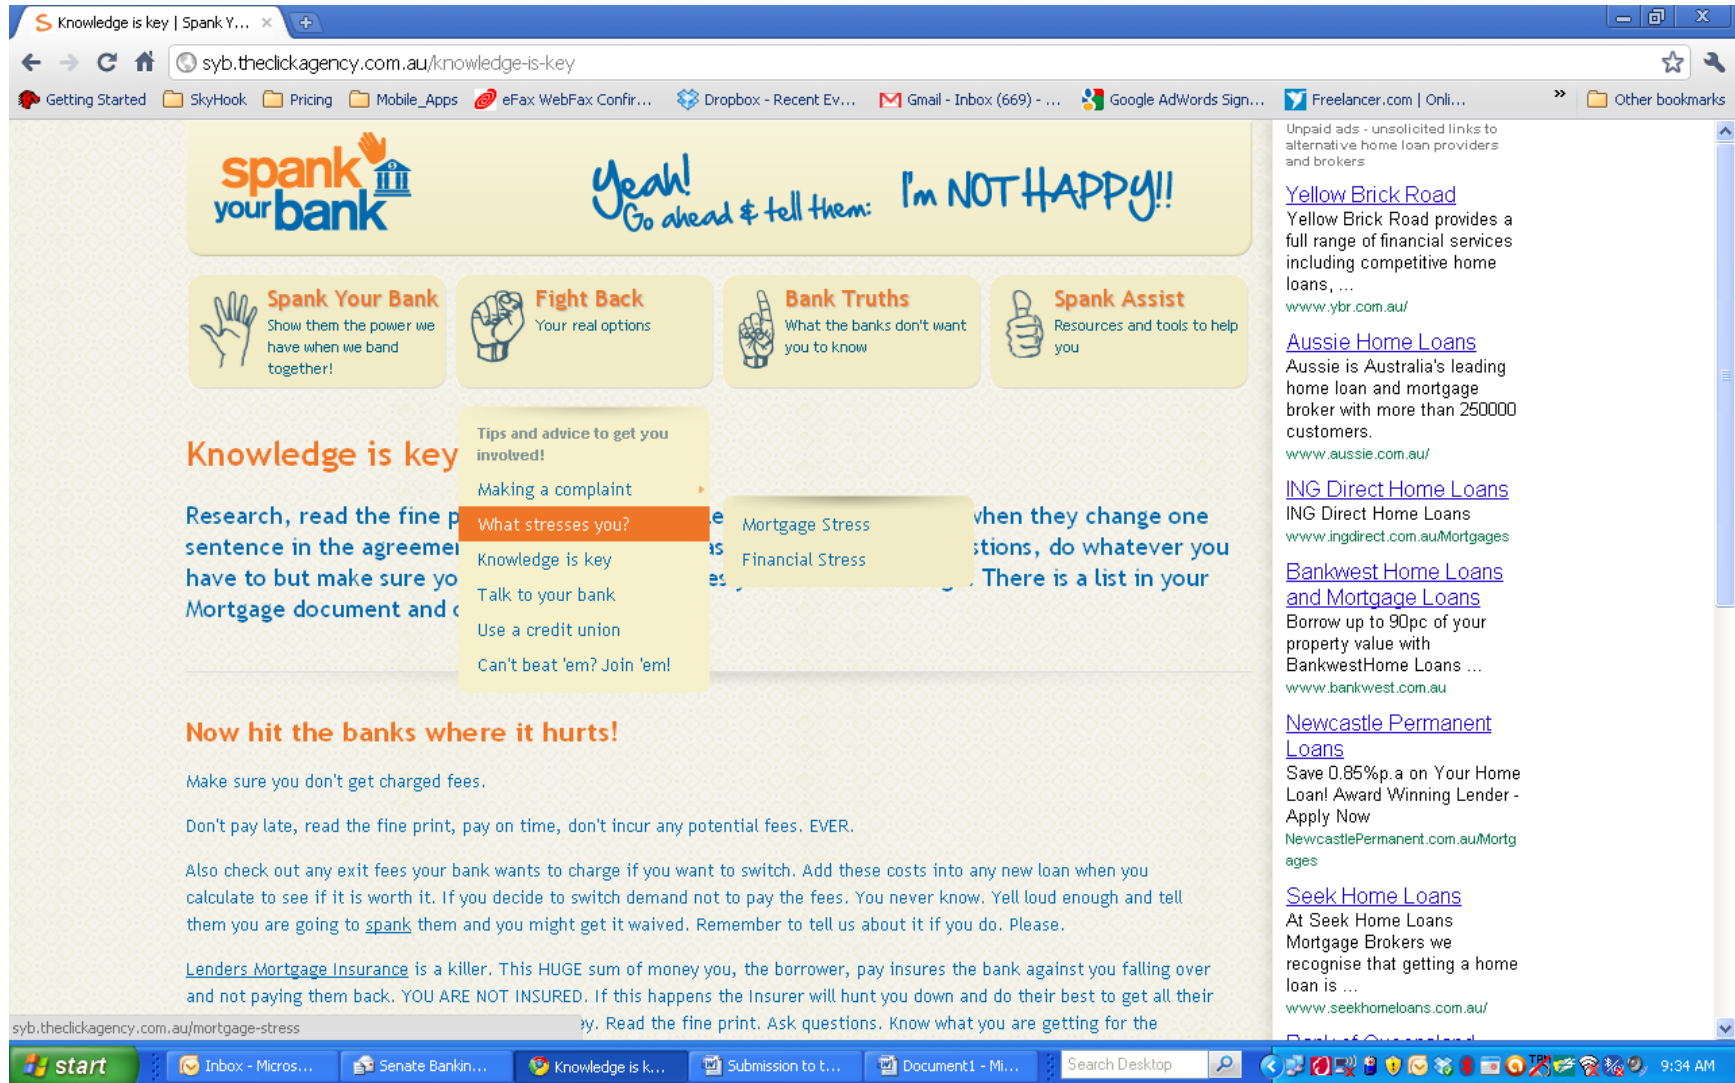 Knowledge is key | Spank Y...
syb.theclickagency.com.au/knowledge-is-key
Getting Started
SkyHook
Pricing
Mobile_Apps
eFax WebFax Confir...
Dropbox - Recent Ev...
Gmail - Inbox (669) - ...
Google AdWords Sign...
Freelancer.com | Onli...
»
Other bookmarks
spank
your bank
Yeah!
Go ahead & tell them:
I'm NOT HAPPY!!
Spank Your Bank
Show them the power we
have when we band
together!
Fight Back
Your real options
Bank Truths
What the banks don't want
you to know
Spank Assist
Resources and tools to help
you
Tips and advice to get you
involved!
Making a complaint
What stresses you?
Knowledge is key
Talk to your bank
Use a credit union
Can't beat 'em? Join 'em!
Mortgage Stress
Financial Stress
Knowledge is key
Research, read the fine when they change one
sentence in the do whatever you
have to but make sure There is a list in your
Mortgage document and
Now hit the banks where it hurts!
Make sure you don't get charged fees.
Don't pay late, read the fine print, pay on time, don't incur any potential fees. EVER.
Also check out any exit fees your bank wants to charge if you want to switch. Add these costs into any new loan when you
calculate to see if it is worth it. If you decide to switch demand not to pay the fees. You never know. Yell loud enough and tell
them you are going to spank them and you might get it waived. Remember to tell us about it if you do. Please.
Lenders Mortgage Insurance is a killer. This HUGE sum of money you, the borrower, pay insures the bank against you falling over
and not paying them back. YOU ARE NOT INSURED. If this happens the Insurer will hunt you down and do their best to get all their
Read the fine print. Ask questions. Know what you are getting for the
syb.theclickagency.com.au/mortgage-stress
Unpaid ads - unsolicited links to
alternative home loan providers
and brokers
Yellow Brick Road
Yellow Brick Road provides a
full range of financial services
including competitive home
loans, ...
www.ybr.com.au/
Aussie Home Loans
Aussie is Australia's leading
home loan and mortgage
broker with more than 250000
customers.
www.aussie.com.au/
ING Direct Home Loans
ING Direct Home Loans
www.ingdirect.com.au/Mortgages
Bankwest Home Loans
and Mortgage Loans
Borrow up to 90pc of your
property value with
BankwestHome Loans ...
www.bankwest.com.au
Newcastle Permanent
Loans
Save 0.85%p.a on Your Home
Loan! Award Winning Lender -
Apply Now
NewcastlePermanent.com.au/Mortg
ages
Seek Home Loans
At Seek Home Loans
Mortgage Brokers we
recognise that getting a home
loan is ...
www.seekhomeloans.com.au/
start
Inbox - Micros...
Senate Bankin...
Knowledge is k...
Submission to t...
Document1 - Mi...
Search Desktop
9:34 AM